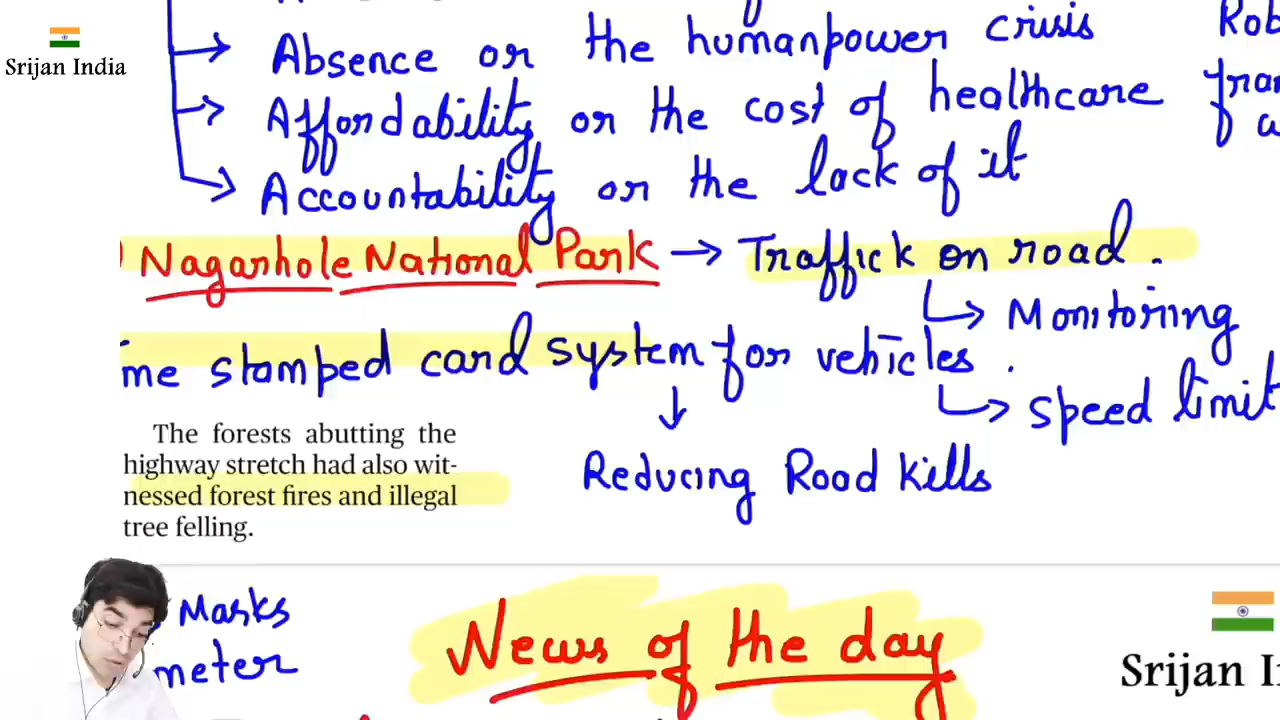 Srijan India
Absence or the humanpower crisis
Affordability or the cost of healthcare
Accountability or the lack of it
Nagarhole National Park → Traffick on road.
Monitoring
me stamped card system for vehicles.
speed limit
The forests abutting the
highway stretch had also wit-
nessed forest fires and illegal
tree felling.
Reducing Road kills
Masks
meter
News of the day
Srijan I